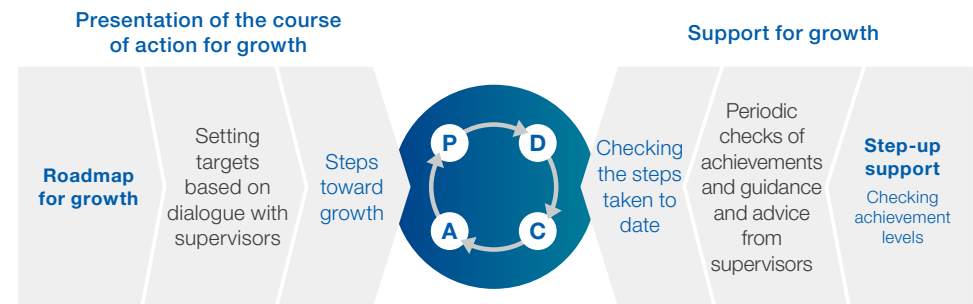 Presentation of the course
of action for growth
Support for growth
Roadmap
for growth
Setting
targets
based on
dialogue with
supervisors
Steps
toward
growth
P
D
A
C
Checking
the steps
taken to
date
Periodic
checks of
achievements
and guidance
and advice
from
supervisors
Step-up
support
Checking
achievement
levels